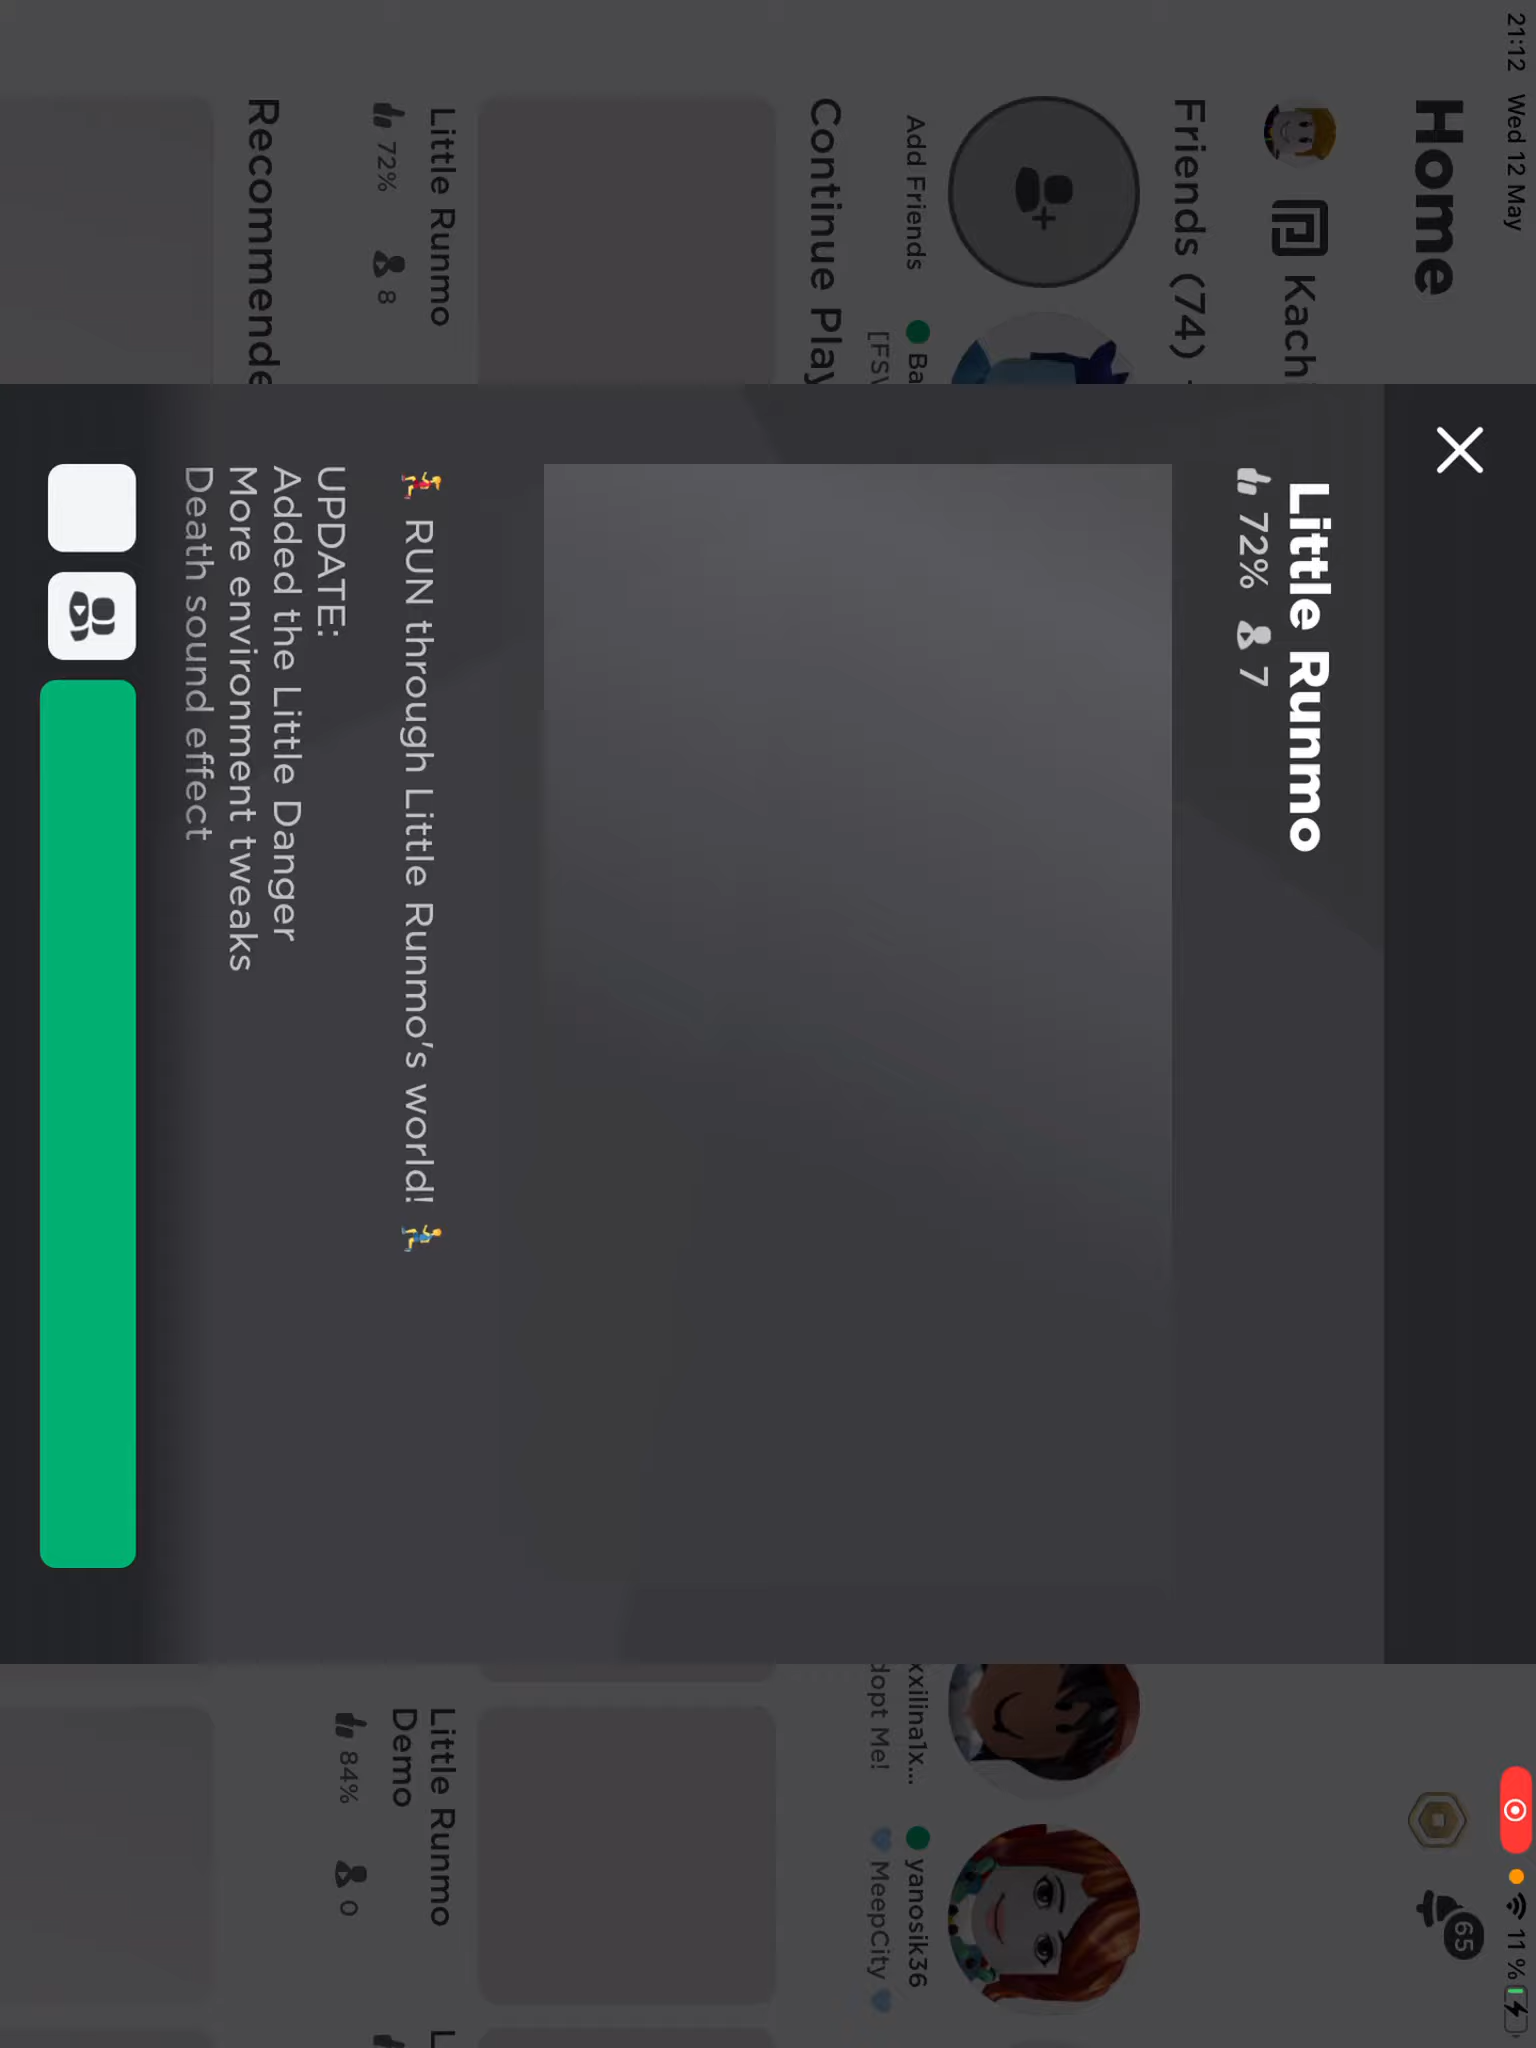 21:12 Wed 12 May
11 %
Home
65
Kach
Friends (74)
Add Friends
Ba
[FSV
xxilina1x...
dopt Me!
yanosik36
💙 MeepCity 💙
Continue Play
Little Runmo
72% 8
Little Runmo
Demo
84% 0
L
Recommende
Little Runmo
72% 7
🏃‍♀️ RUN through Little Runmo's world! 🏃‍♂️
UPDATE:
Added the Little Danger
More environment tweaks
Death sound effect